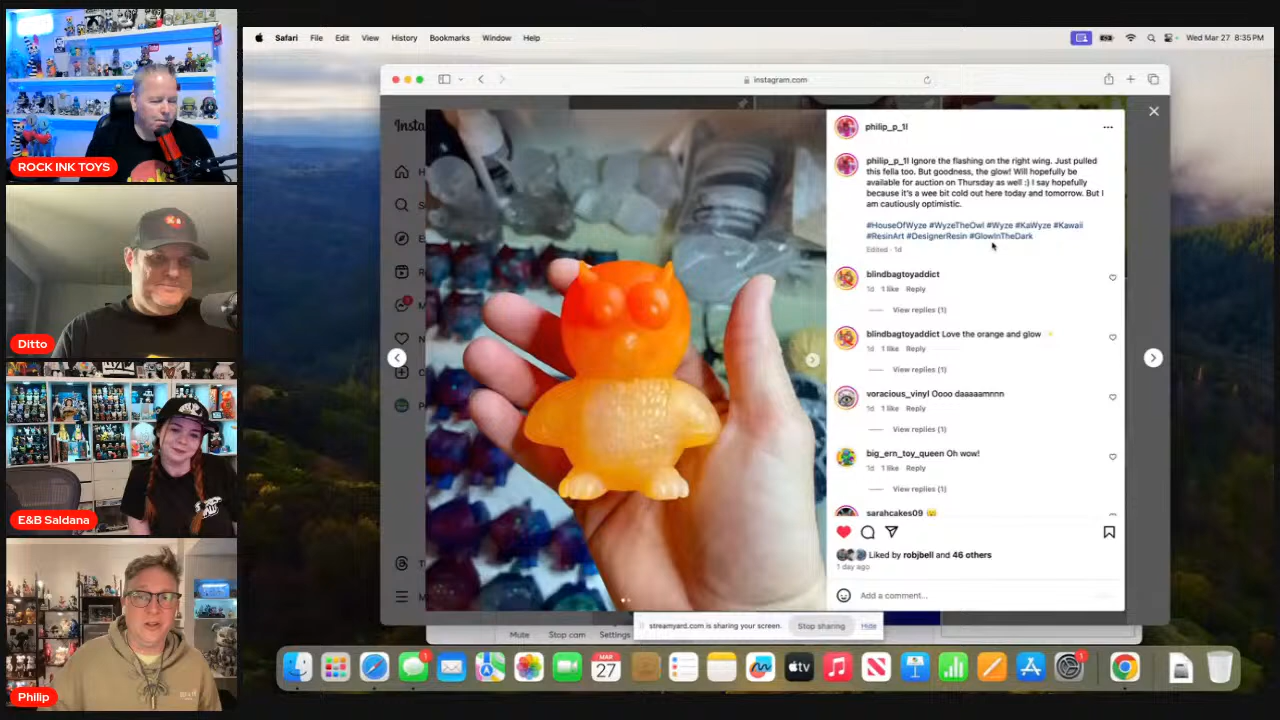 ROCK INK TOYS
Ditto
E&B Saldana
Philip
Safari File Edit View History Bookmarks Window Help
Wed Mar 27 8:35 PM
instagram.com
Insta
philip_p_1l
philip_p_1l Ignore the flashing on the right wing. Just pulled
this fella too. But goodness, the glow! Will hopefully be
available for auction on Thursday as well :) I say hopefully
because it's a wee bit cold out here today and tomorrow. But I
am cautiously optimistic.
#HouseOfWyze #WyzeTheOwl #Wyze #KaWyze #Kawaii
#ResinArt #DesignerResin #GlowInTheDark
Edited · 1d
blindbagtoyaddict
1d 1 like Reply
View replies (1)
blindbagtoyaddict Love the orange and glow
1d 1 like Reply
View replies (1)
voracious_vinyl Oooo daaaaamnnn
1d 1 like Reply
View replies (1)
big_ern_toy_queen Oh wow!
1d 1 like Reply
View replies (1)
sarahcakes09
Liked by robjbell and 46 others
1 day ago
Add a comment...
streamyard.com is sharing your screen. Stop sharing Hide
Mute Stop cam Settings
MAR
27
tv
1
1